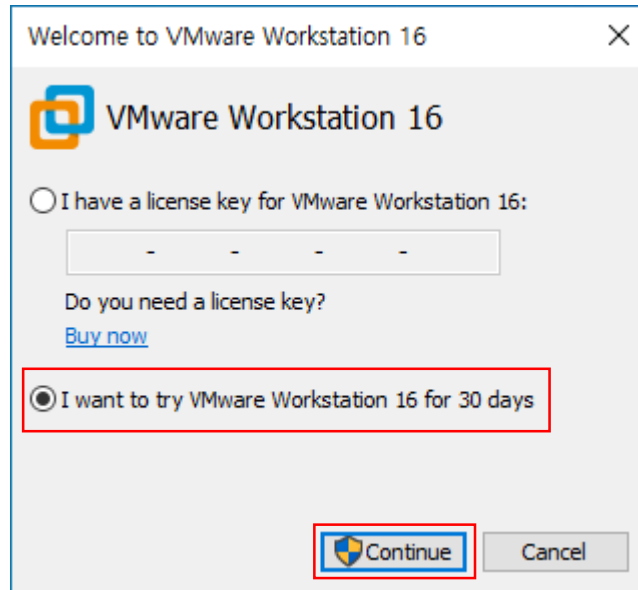 Welcome to VMware Workstation 16
VMware Workstation 16
I have a license key for VMware Workstation 16:
- - - -
Do you need a license key?
Buy now
I want to try VMware Workstation 16 for 30 days
Continue Cancel